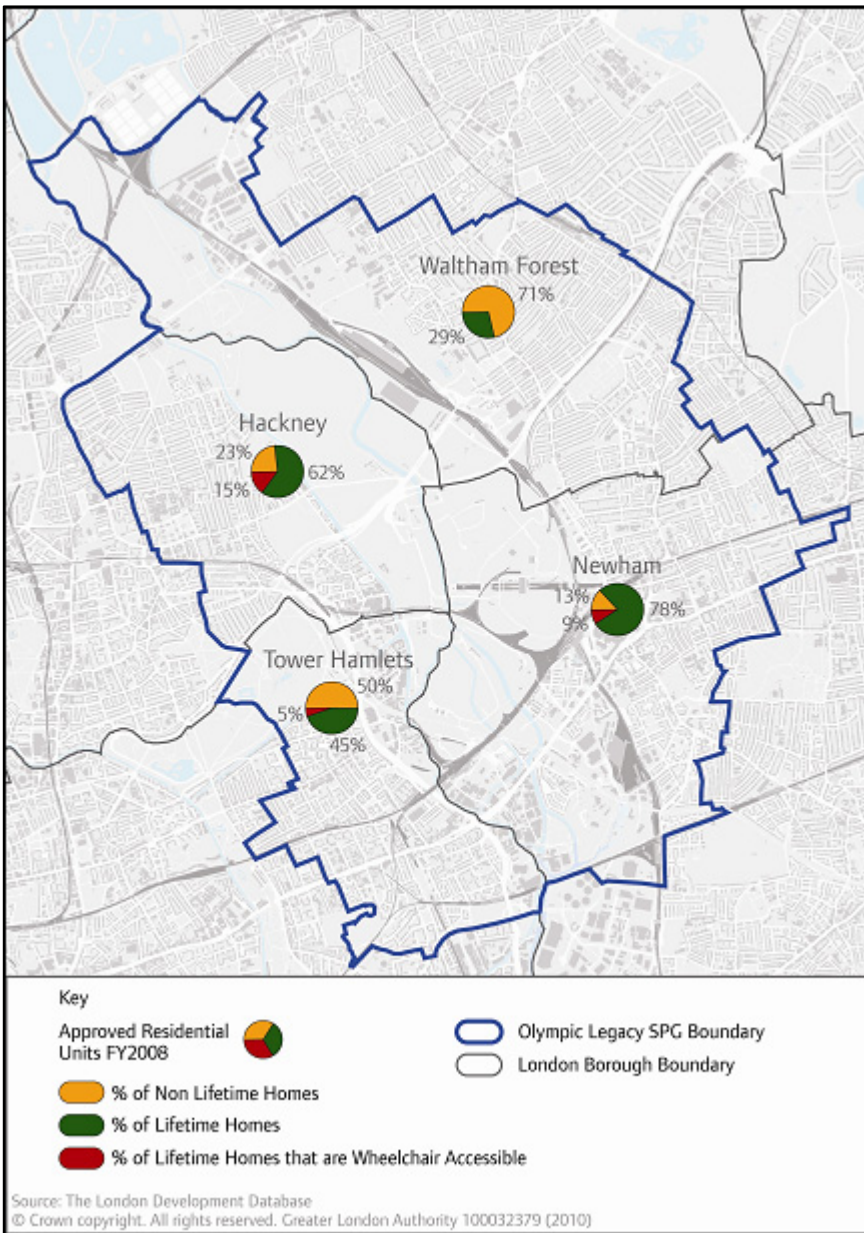 Waltham Forest
71%
29%
Hackney
23%
62%
15%
Newham
13%
78%
9%
Tower Hamlets
50%
5%
45%
Key
Approved Residential
Units FY2008
Olympic Legacy SPG Boundary
London Borough Boundary
% of Non Lifetime Homes
% of Lifetime Homes
% of Lifetime Homes that are Wheelchair Accessible
Source: The London Development Database
© Crown copyright. All rights reserved. Greater London Authority 100032379 (2010)